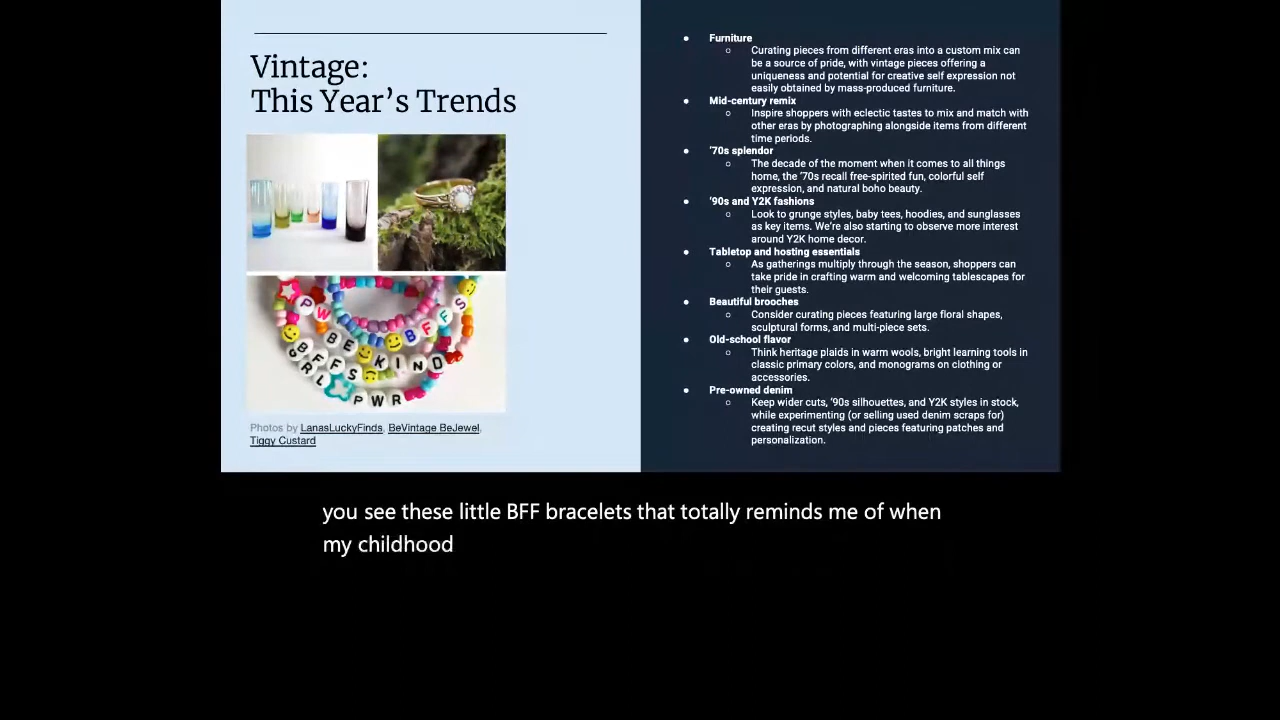 Vintage:
This Year’s Trends
PW
BFFS
BE KIND
BFFS
GRL
PWR
Photos by LanasLuckyFinds, BeVintage BeJewel,
Tiggy Custard
● Furniture
○ Curating pieces from different eras into a custom mix can
be a source of pride, with vintage pieces offering a
uniqueness and potential for creative self expression not
easily obtained by mass-produced furniture.
● Mid-century remix
○ Inspire shoppers with eclectic tastes to mix and match with
other eras by photographing alongside items from different
time periods.
● ’70s splendor
○ The decade of the moment when it comes to all things
home, the ’70s recall free-spirited fun, colorful self
expression, and natural boho beauty.
● ’90s and Y2K fashions
○ Look to grunge styles, baby tees, hoodies, and sunglasses
as key items. We’re also starting to observe more interest
around Y2K home decor.
● Tabletop and hosting essentials
○ As gatherings multiply through the season, shoppers can
take pride in crafting warm and welcoming tablescapes for
their guests.
● Beautiful brooches
○ Consider curating pieces featuring large floral shapes,
sculptural forms, and multi-piece sets.
● Old-school flavor
○ Think heritage plaids in warm wools, bright learning tools in
classic primary colors, and monograms on clothing or
accessories.
● Pre-owned denim
○ Keep wider cuts, ’90s silhouettes, and Y2K styles in stock,
while experimenting (or selling used denim scraps for)
creating recut styles and pieces featuring patches and
personalization.
you see these little BFF bracelets that totally reminds me of when
my childhood